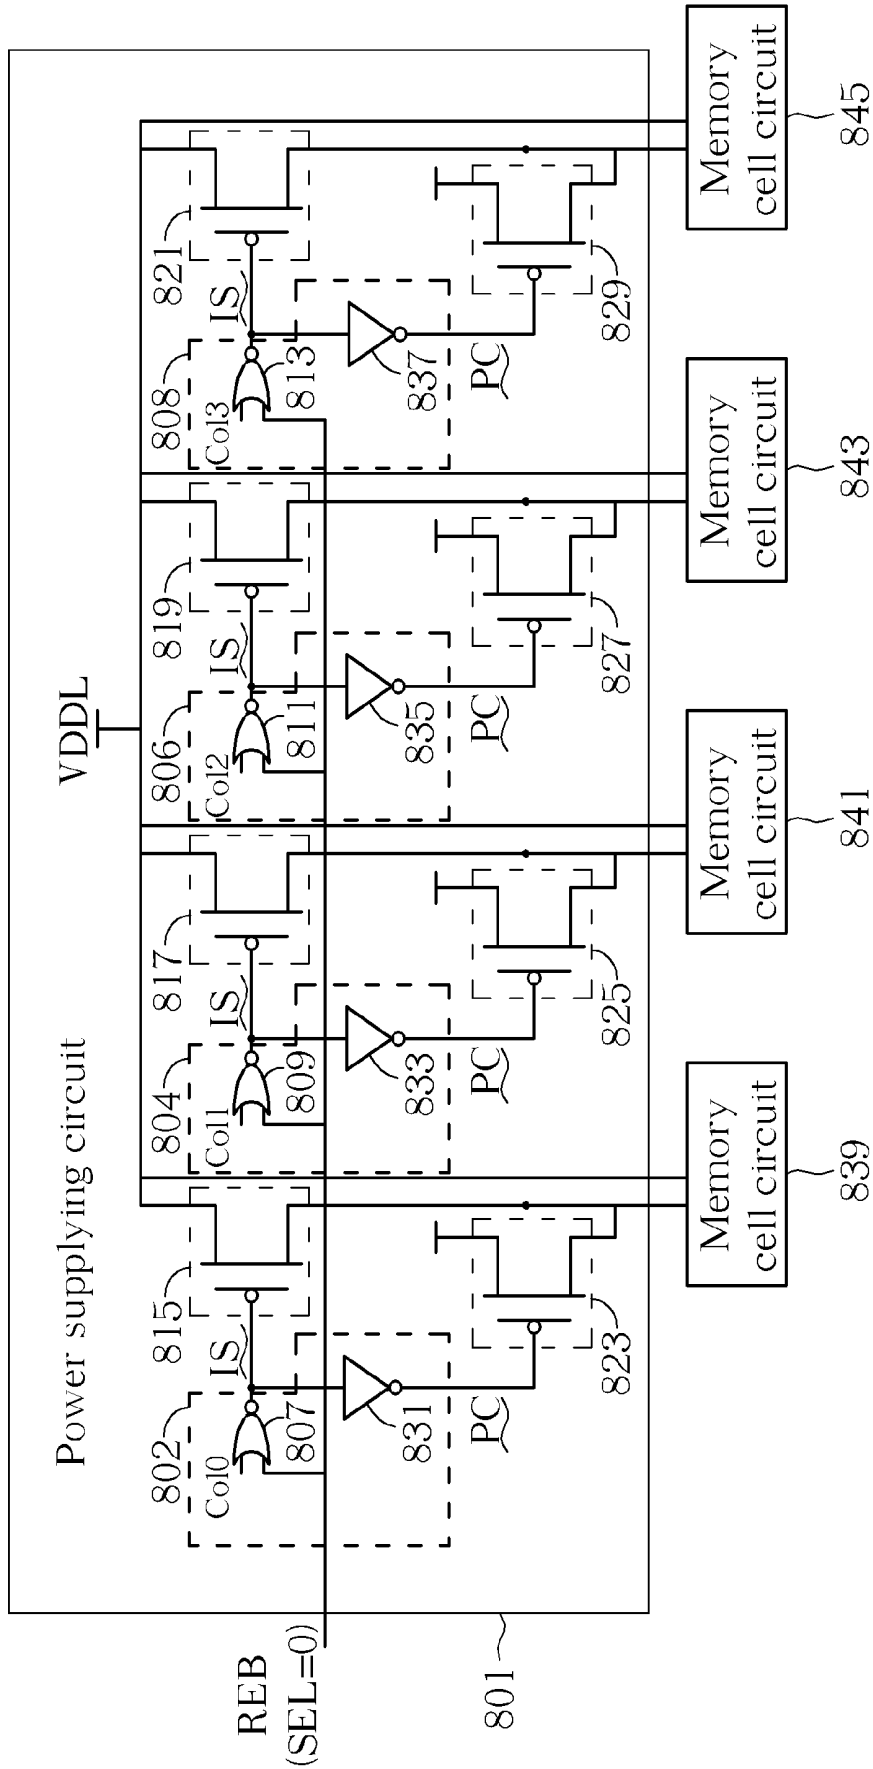 Power supplying circuit
VDDL
802
815
804
817
806
819
808
821
IS
IS
IS
IS
Col0
Col1
Col2
Col3
807
809
811
813
REB
(SEL=0)
831
833
835
837
PC
PC
PC
PC
801
823
825
827
829
Memory
cell circuit
Memory
cell circuit
Memory
cell circuit
Memory
cell circuit
839
841
843
845